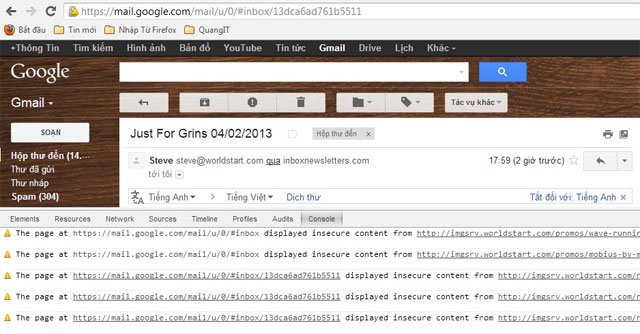 https://mail.google.com/mail/u/0/#inbox/13dca6ad761b5511
Bắt đầu Tin mới Nhập Từ Firefox QuangIT
+Thông Tin Tìm kiếm Hình ảnh Bản đồ YouTube Tin tức Gmail Drive Lịch Khác
Google
Gmail
Tác vụ khác
SOẠN
Just For Grins 04/02/2013 Hộp thư đến x
Hộp thư đến (14....
Steve steve@worldstart.com qua inboxnewsletters.com 17:59 (2 giờ trước)
Thư đã gửi
tới tôi
Thư nháp
Spam (304)
Tiếng Anh > Tiếng Việt Dịch thư Tắt đối với: Tiếng Anh x
Elements Resources Network Sources Timeline Profiles Audits Console
The page at https://mail.google.com/mail/u/0/#inbox displayed insecure content from http://imgsrv.worldstart.com/promos/wave-runnin
The page at https://mail.google.com/mail/u/0/#inbox displayed insecure content from http://imgsrv.worldstart.com/promos/mobius-by-m
The page at https://mail.google.com/mail/u/0/#inbox/13dca6ad761b5511 displayed insecure content from http://imgsrv.worldstart.com/
The page at https://mail.google.com/mail/u/0/#inbox/13dca6ad761b5511 displayed insecure content from http://imgsrv.worldstart.com/
The page at https://mail.google.com/mail/u/0/#inbox/13dca6ad761b5511 displayed insecure content from http://imgsrv.worldstart.com/